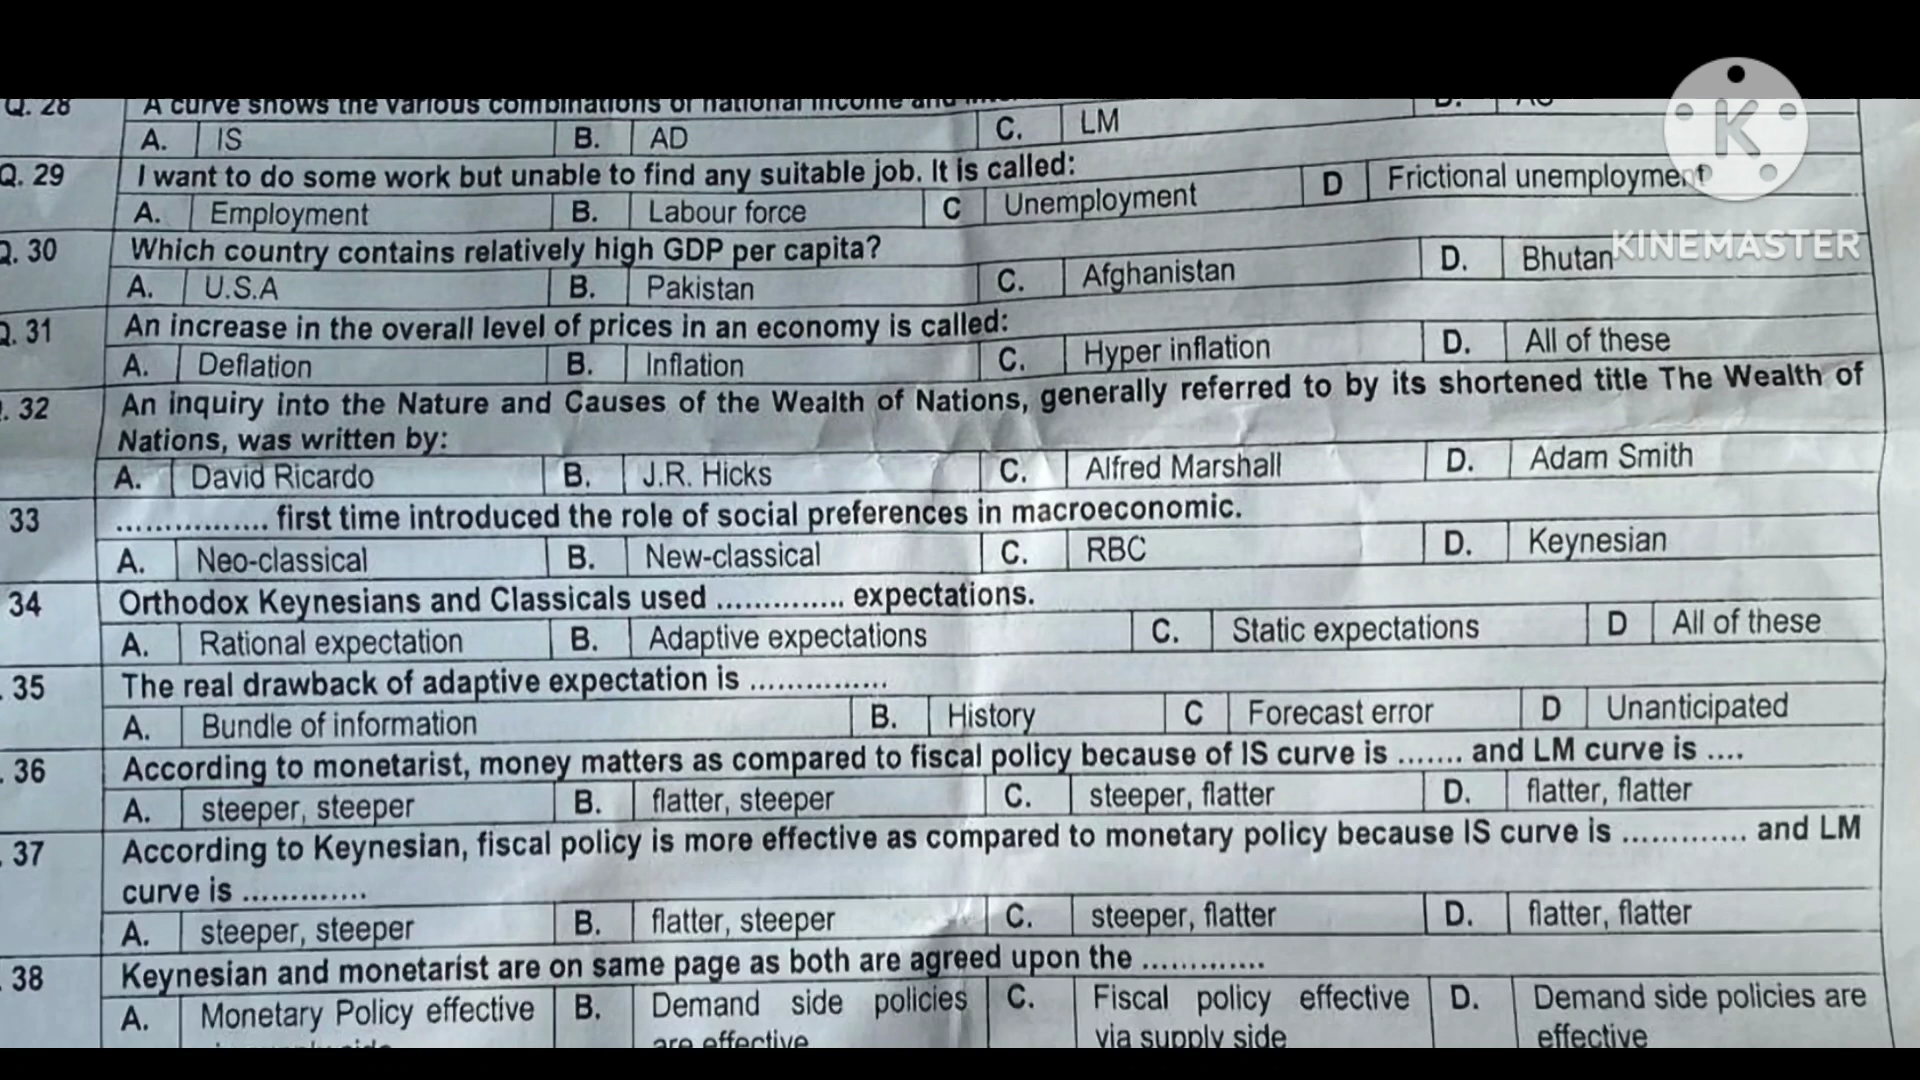 Q. 28 A curve shows the various combinations of national income and
A. IS B. AD C. LM D.
Q. 29 I want to do some work but unable to find any suitable job. It is called:
A. Employment B. Labour force C Unemployment D Frictional unemployment
Q. 30 Which country contains relatively high GDP per capita?
A. U.S.A B. Pakistan C. Afghanistan D. Bhutan
KINEMASTER
Q. 31 An increase in the overall level of prices in an economy is called:
A. Deflation B. Inflation C. Hyper inflation D. All of these
. 32 An inquiry into the Nature and Causes of the Wealth of Nations, generally referred to by its shortened title The Wealth of
Nations, was written by:
A. David Ricardo B. J.R. Hicks C. Alfred Marshall D. Adam Smith
33 ................ first time introduced the role of social preferences in macroeconomic.
A. Neo-classical B. New-classical C. RBC D. Keynesian
34 Orthodox Keynesians and Classicals used .............. expectations.
A. Rational expectation B. Adaptive expectations C. Static expectations D All of these
. 35 The real drawback of adaptive expectation is ...............
A. Bundle of information B. History C Forecast error D Unanticipated
. 36 According to monetarist, money matters as compared to fiscal policy because of IS curve is ....... and LM curve is ....
A. steeper, steeper B. flatter, steeper C. steeper, flatter D. flatter, flatter
. 37 According to Keynesian, fiscal policy is more effective as compared to monetary policy because IS curve is ............. and LM
curve is .............
A. steeper, steeper B. flatter, steeper C. steeper, flatter D. flatter, flatter
. 38 Keynesian and monetarist are on same page as both are agreed upon the .............
A. Monetary Policy effective B. Demand side policies C. Fiscal policy effective D. Demand side policies are
are effective via supply side effective